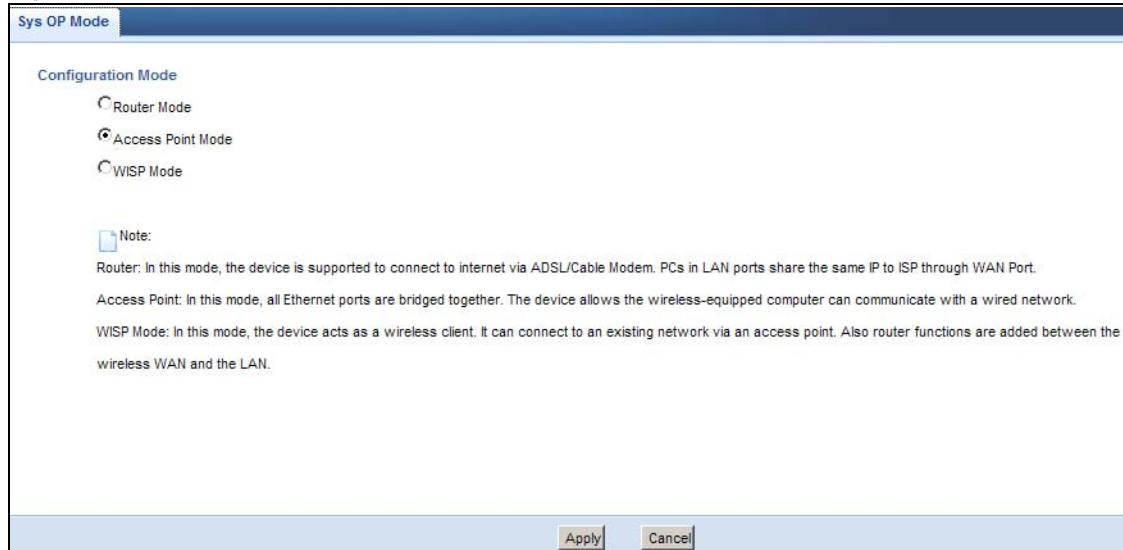 Sys OP Mode
Configuration Mode
Router Mode
Access Point Mode
WISP Mode
Note:
Router: In this mode, the device is supported to connect to internet via ADSL/Cable Modem. PCs in LAN ports share the same IP to ISP through WAN Port.
Access Point: In this mode, all Ethernet ports are bridged together. The device allows the wireless-equipped computer can communicate with a wired network.
WISP Mode: In this mode, the device acts as a wireless client. It can connect to an existing network via an access point. Also router functions are added between the
wireless WAN and the LAN.
Apply Cancel